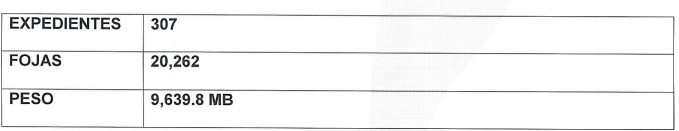 EXPEDIENTES 307
FOJAS 20,262
PESO 9,639.8 MB